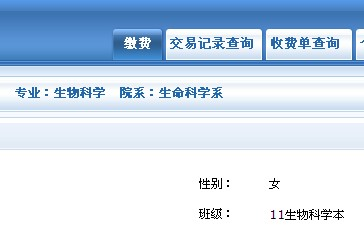 缴费 交易记录查询 收费单查询
专业：生物科学 院系：生命科学系
性别： 女
班级： 11生物科学本